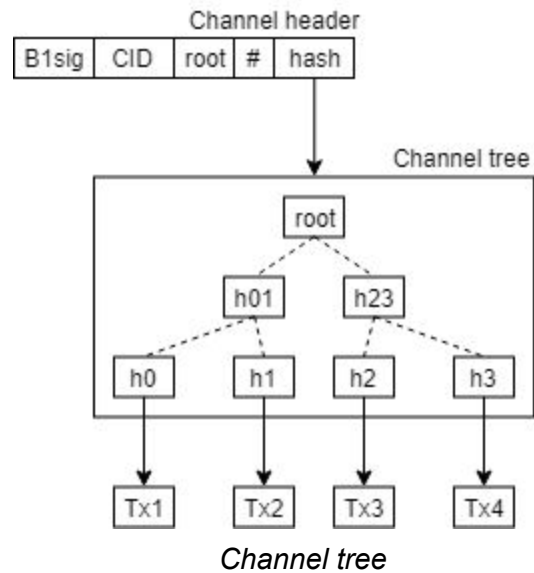 Channel header
B1sig CID root # hash
Channel tree
root
h01 h23
h0 h1 h2 h3
Tx1 Tx2 Tx3 Tx4
Channel tree